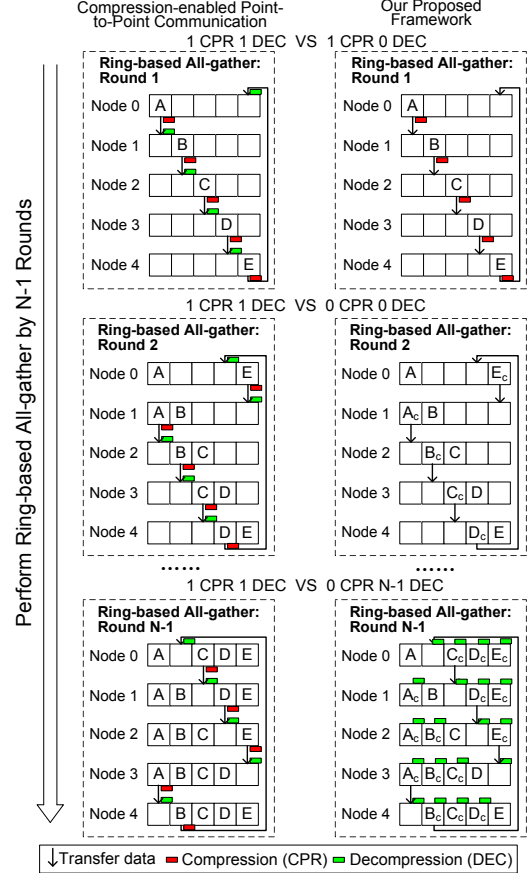 Compression-enabled Point-
to-Point Communication
Our Proposed
Framework
1 CPR 1 DEC VS 1 CPR 0 DEC
Ring-based All-gather:
Round 1
Node 0 A
Node 1 B
Node 2 C
Node 3 D
Node 4 E
Ring-based All-gather:
Round 1
Node 0 A
Node 1 B
Node 2 C
Node 3 D
Node 4 E
1 CPR 1 DEC VS 0 CPR 0 DEC
Ring-based All-gather:
Round 2
Node 0 A E
Node 1 A B
Node 2 B C
Node 3 C D
Node 4 D E
Ring-based All-gather:
Round 2
Node 0 A Ec
Node 1 Ac B
Node 2 Bc C
Node 3 Cc D
Node 4 Dc E
......
......
1 CPR 1 DEC VS 0 CPR N-1 DEC
Ring-based All-gather:
Round N-1
Node 0 A C D E
Node 1 A B D E
Node 2 A B C E
Node 3 A B C D
Node 4 B C D E
Ring-based All-gather:
Round N-1
Node 0 A Cc Dc Ec
Node 1 Ac B Dc Ec
Node 2 Ac Bc C Ec
Node 3 Ac Bc Cc D
Node 4 Bc Cc Dc E
Perform Ring-based All-gather by N-1 Rounds
Transfer data Compression (CPR) Decompression (DEC)